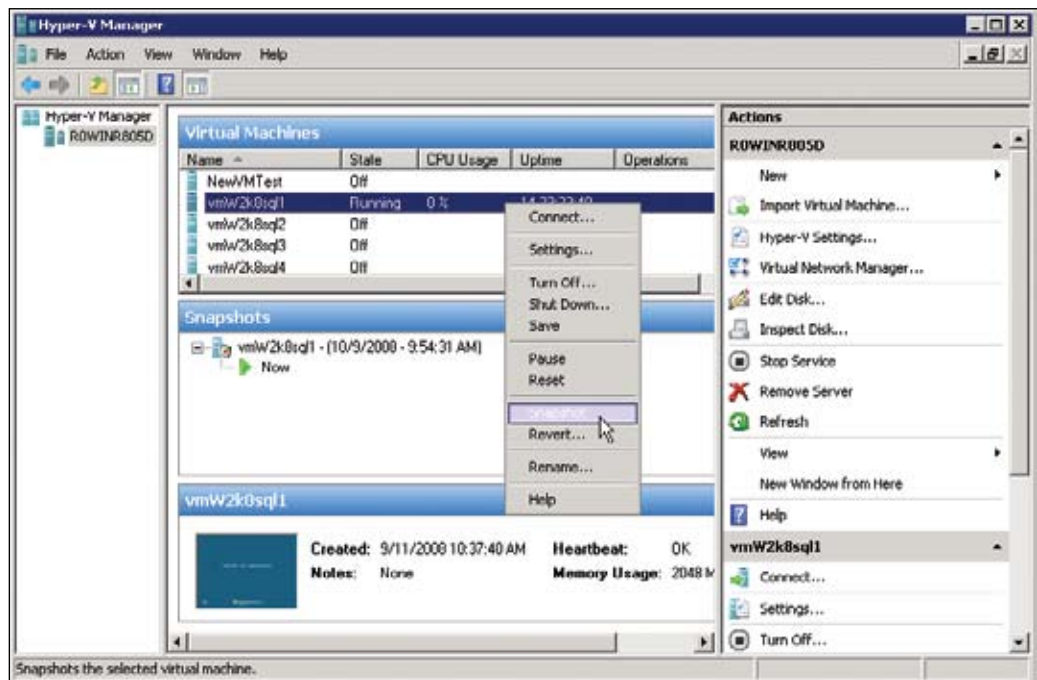 Hyper-V Manager
File Action View Window Help
Hyper-V Manager
R0WINR805D
Virtual Machines
Name State CPU Usage Uptime Operations
NewVMTest Off
vmW2k8sql1 Running 0 % 14.22:22:49
vmW2k8sql2 Off
vmW2k8sql3 Off
vmW2k8sql4 Off
Snapshots
vmW2k8sql1 - (10/9/2008 - 9:54:31 AM)
Now
vmW2k8sql1
Created: 9/11/2008 10:37:40 AM Heartbeat: OK
Notes: None Memory Usage: 2048 M
Connect...
Settings...
Turn Off...
Shut Down...
Save
Pause
Reset
Snapshot
Revert...
Rename...
Help
Actions
R0WINR805D
New
Import Virtual Machine...
Hyper-V Settings...
Virtual Network Manager...
Edit Disk...
Inspect Disk...
Stop Service
Remove Server
Refresh
View
New Window from Here
Help
vmW2k8sql1
Connect...
Settings...
Turn Off...
Snapshots the selected virtual machine.